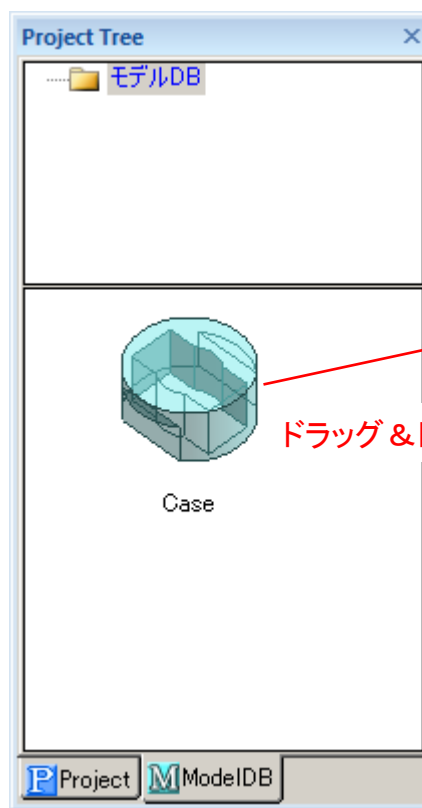 Project Tree
モデルDB
ドラッグ&
Case
Project
ModelDB